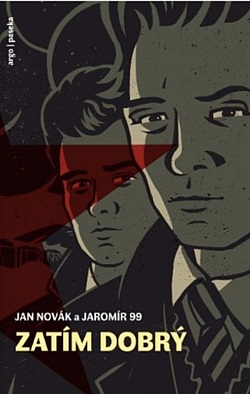 argo | paseka
JAN NOVÁK a JAROMÍR 99
ZATÍM DOBRÝ